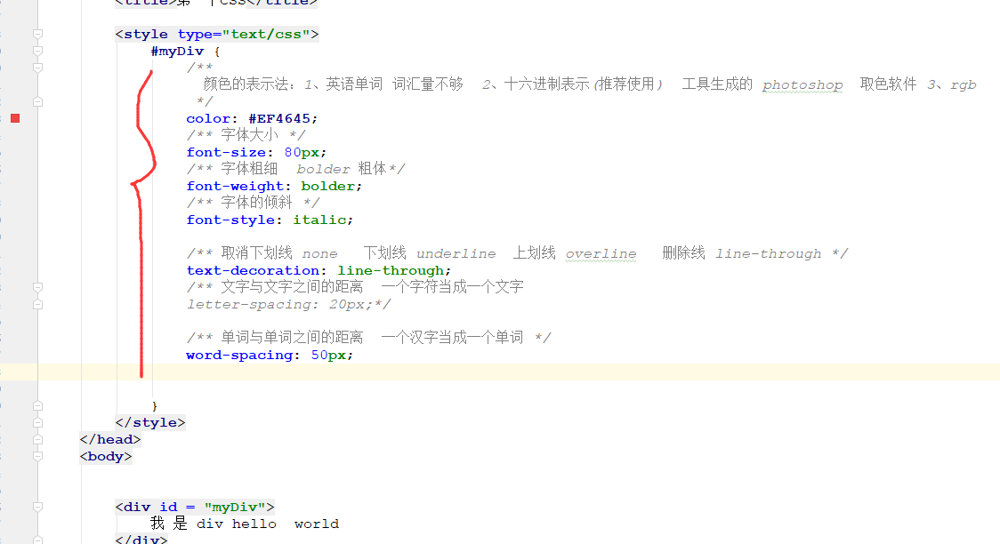 <title>第一个CSS</title>
<style type="text/css">
#myDiv {
/**
颜色的表示法: 1、英语单词 词汇量不够 2、十六进制表示(推荐使用) 工具生成的 photoshop 取色软件 3、rgb
*/
color: #EF4645;
/** 字体大小 */
font-size: 80px;
/** 字体粗细 bolder 粗体*/
font-weight: bolder;
/** 字体的倾斜 */
font-style: italic;
/** 取消下划线 none 下划线 underline 上划线 overline 删除线 line-through */
text-decoration: line-through;
/** 文字与文字之间的距离 一个字符当成一个文字
letter-spacing: 20px;*/
/** 单词与单词之间的距离 一个汉字当成一个单词 */
word-spacing: 50px;
}
</style>
</head>
<body>
<div id = "myDiv">
我 是 div hello world
</div>